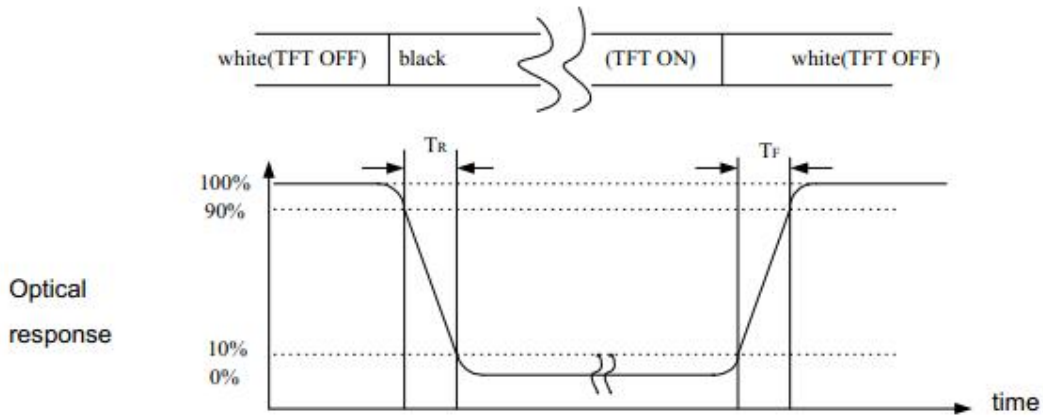 white(TFT OFF) black (TFT ON) white(TFT OFF)
TR TF
100%
90%
Optical
response
10%
0%
time